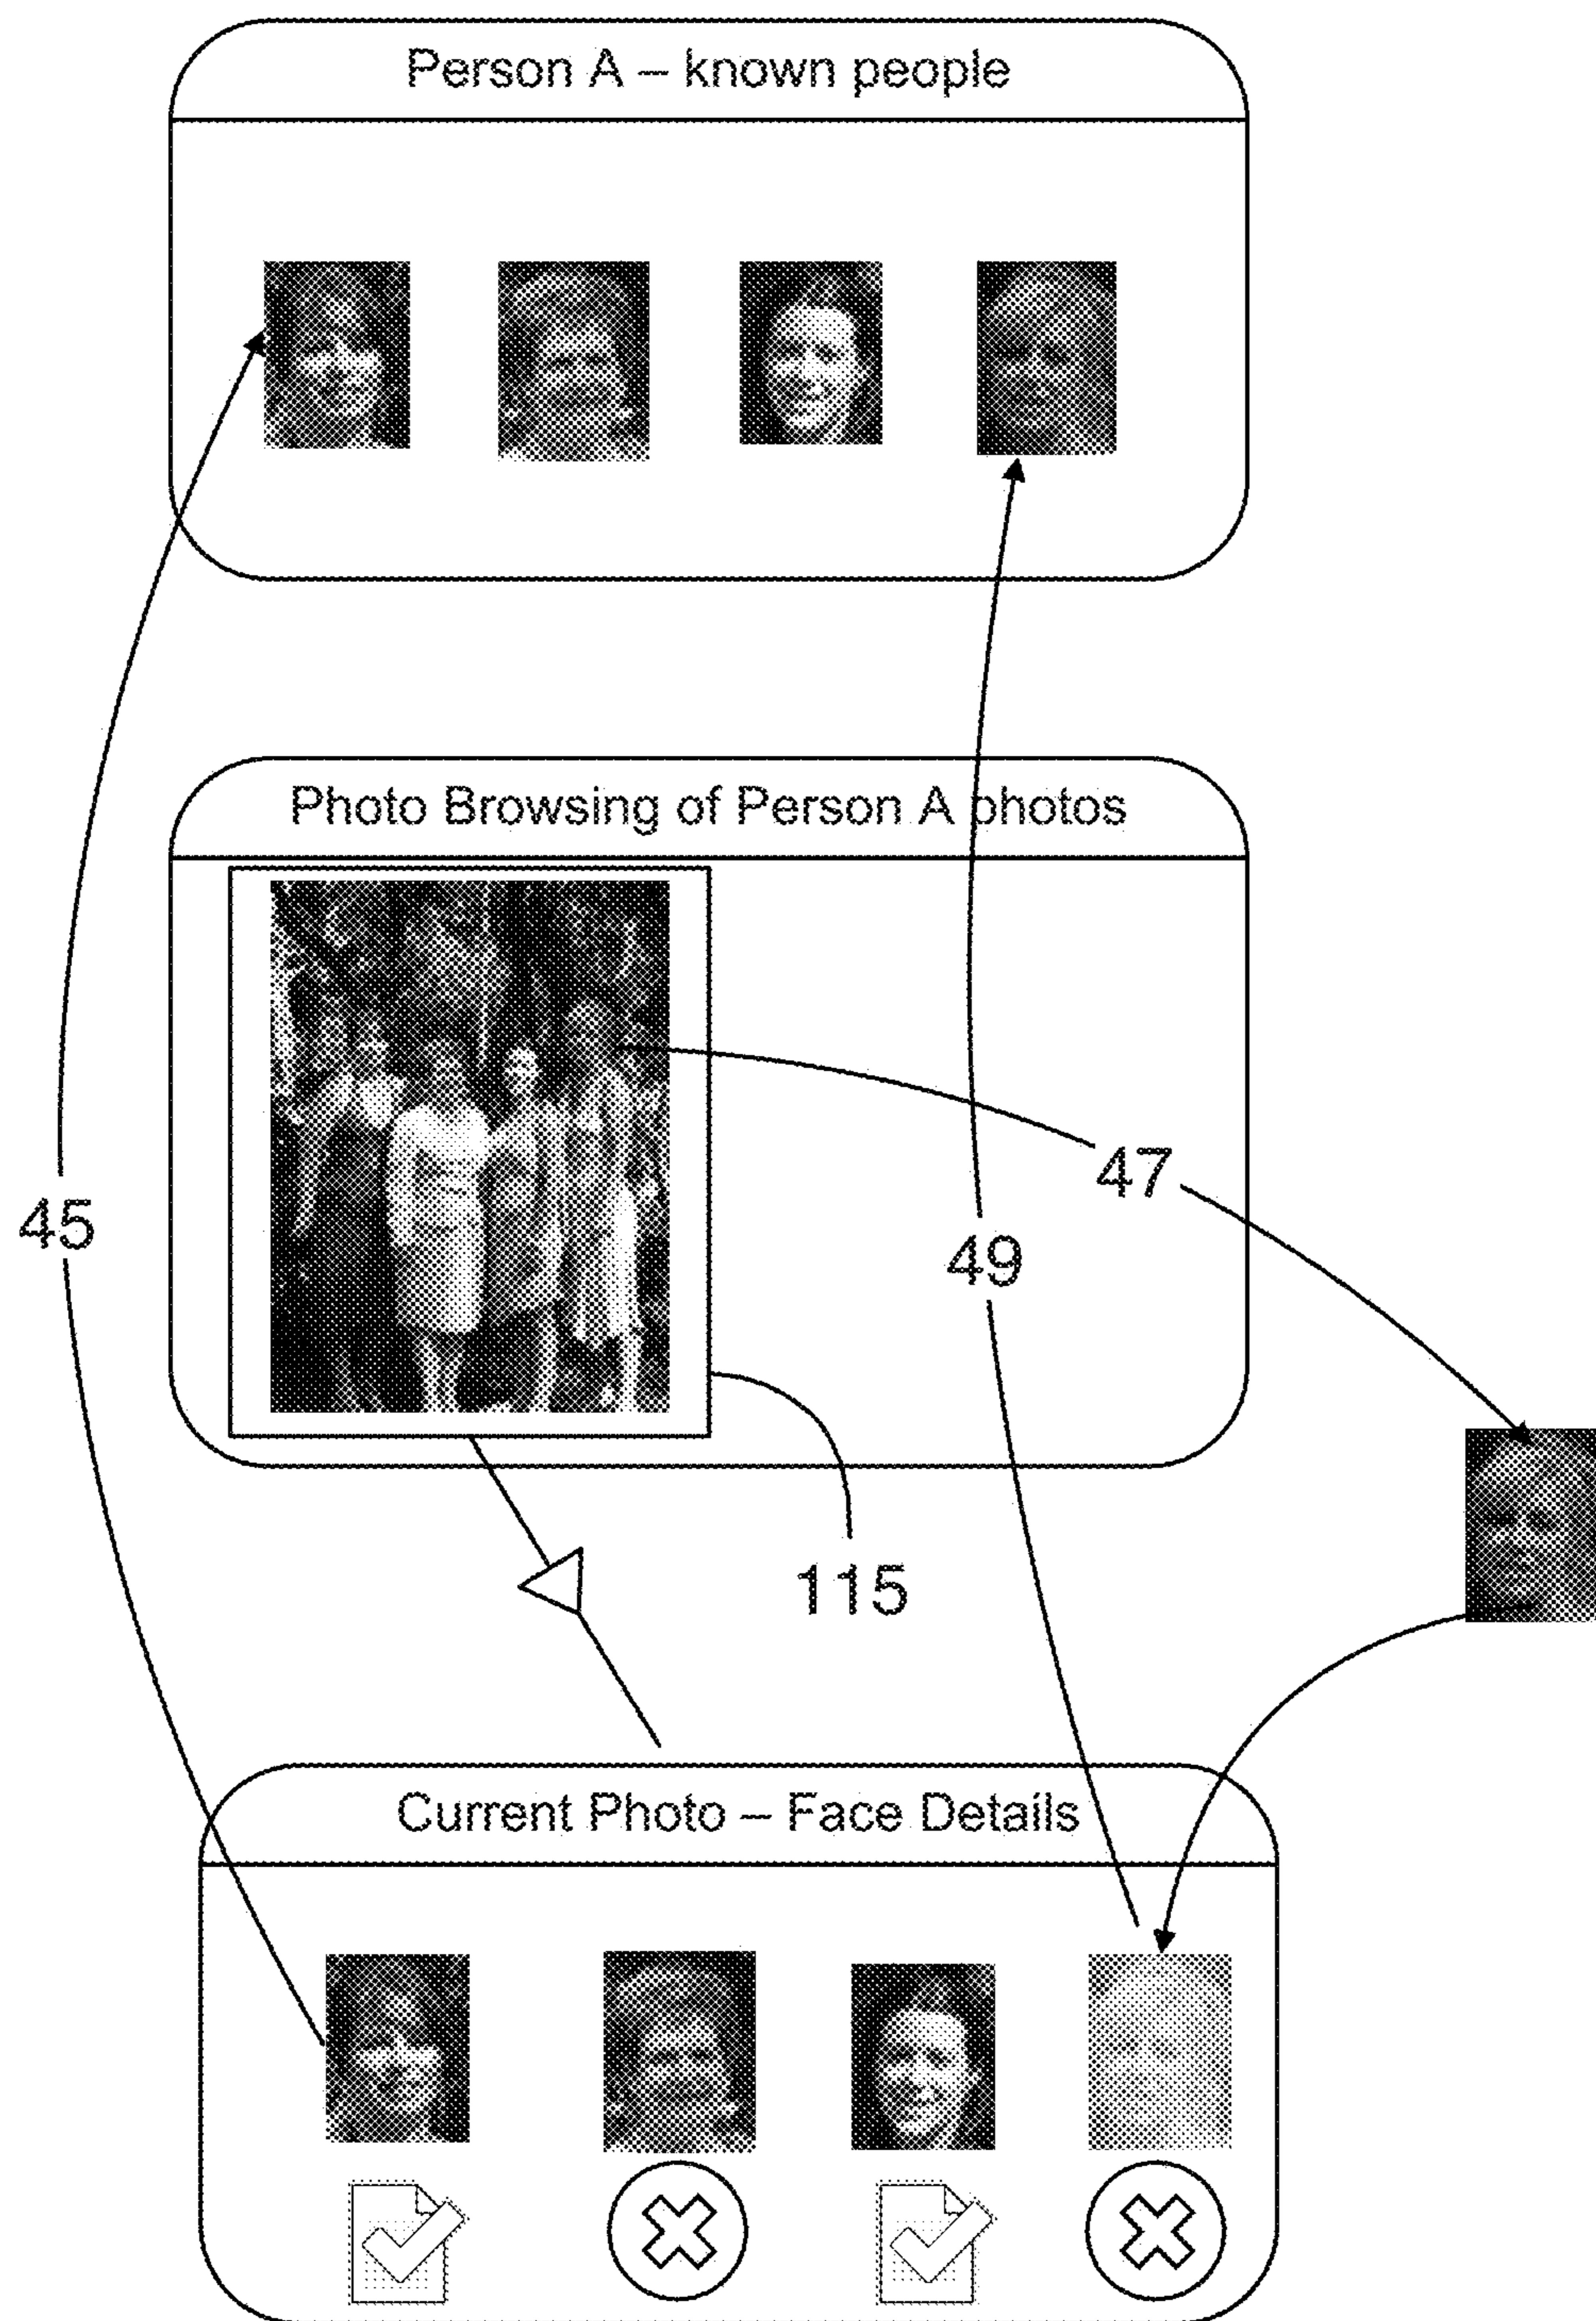 Person A – known people
Photo Browsing of Person A photos
47
45
49
115
Current Photo – Face Details